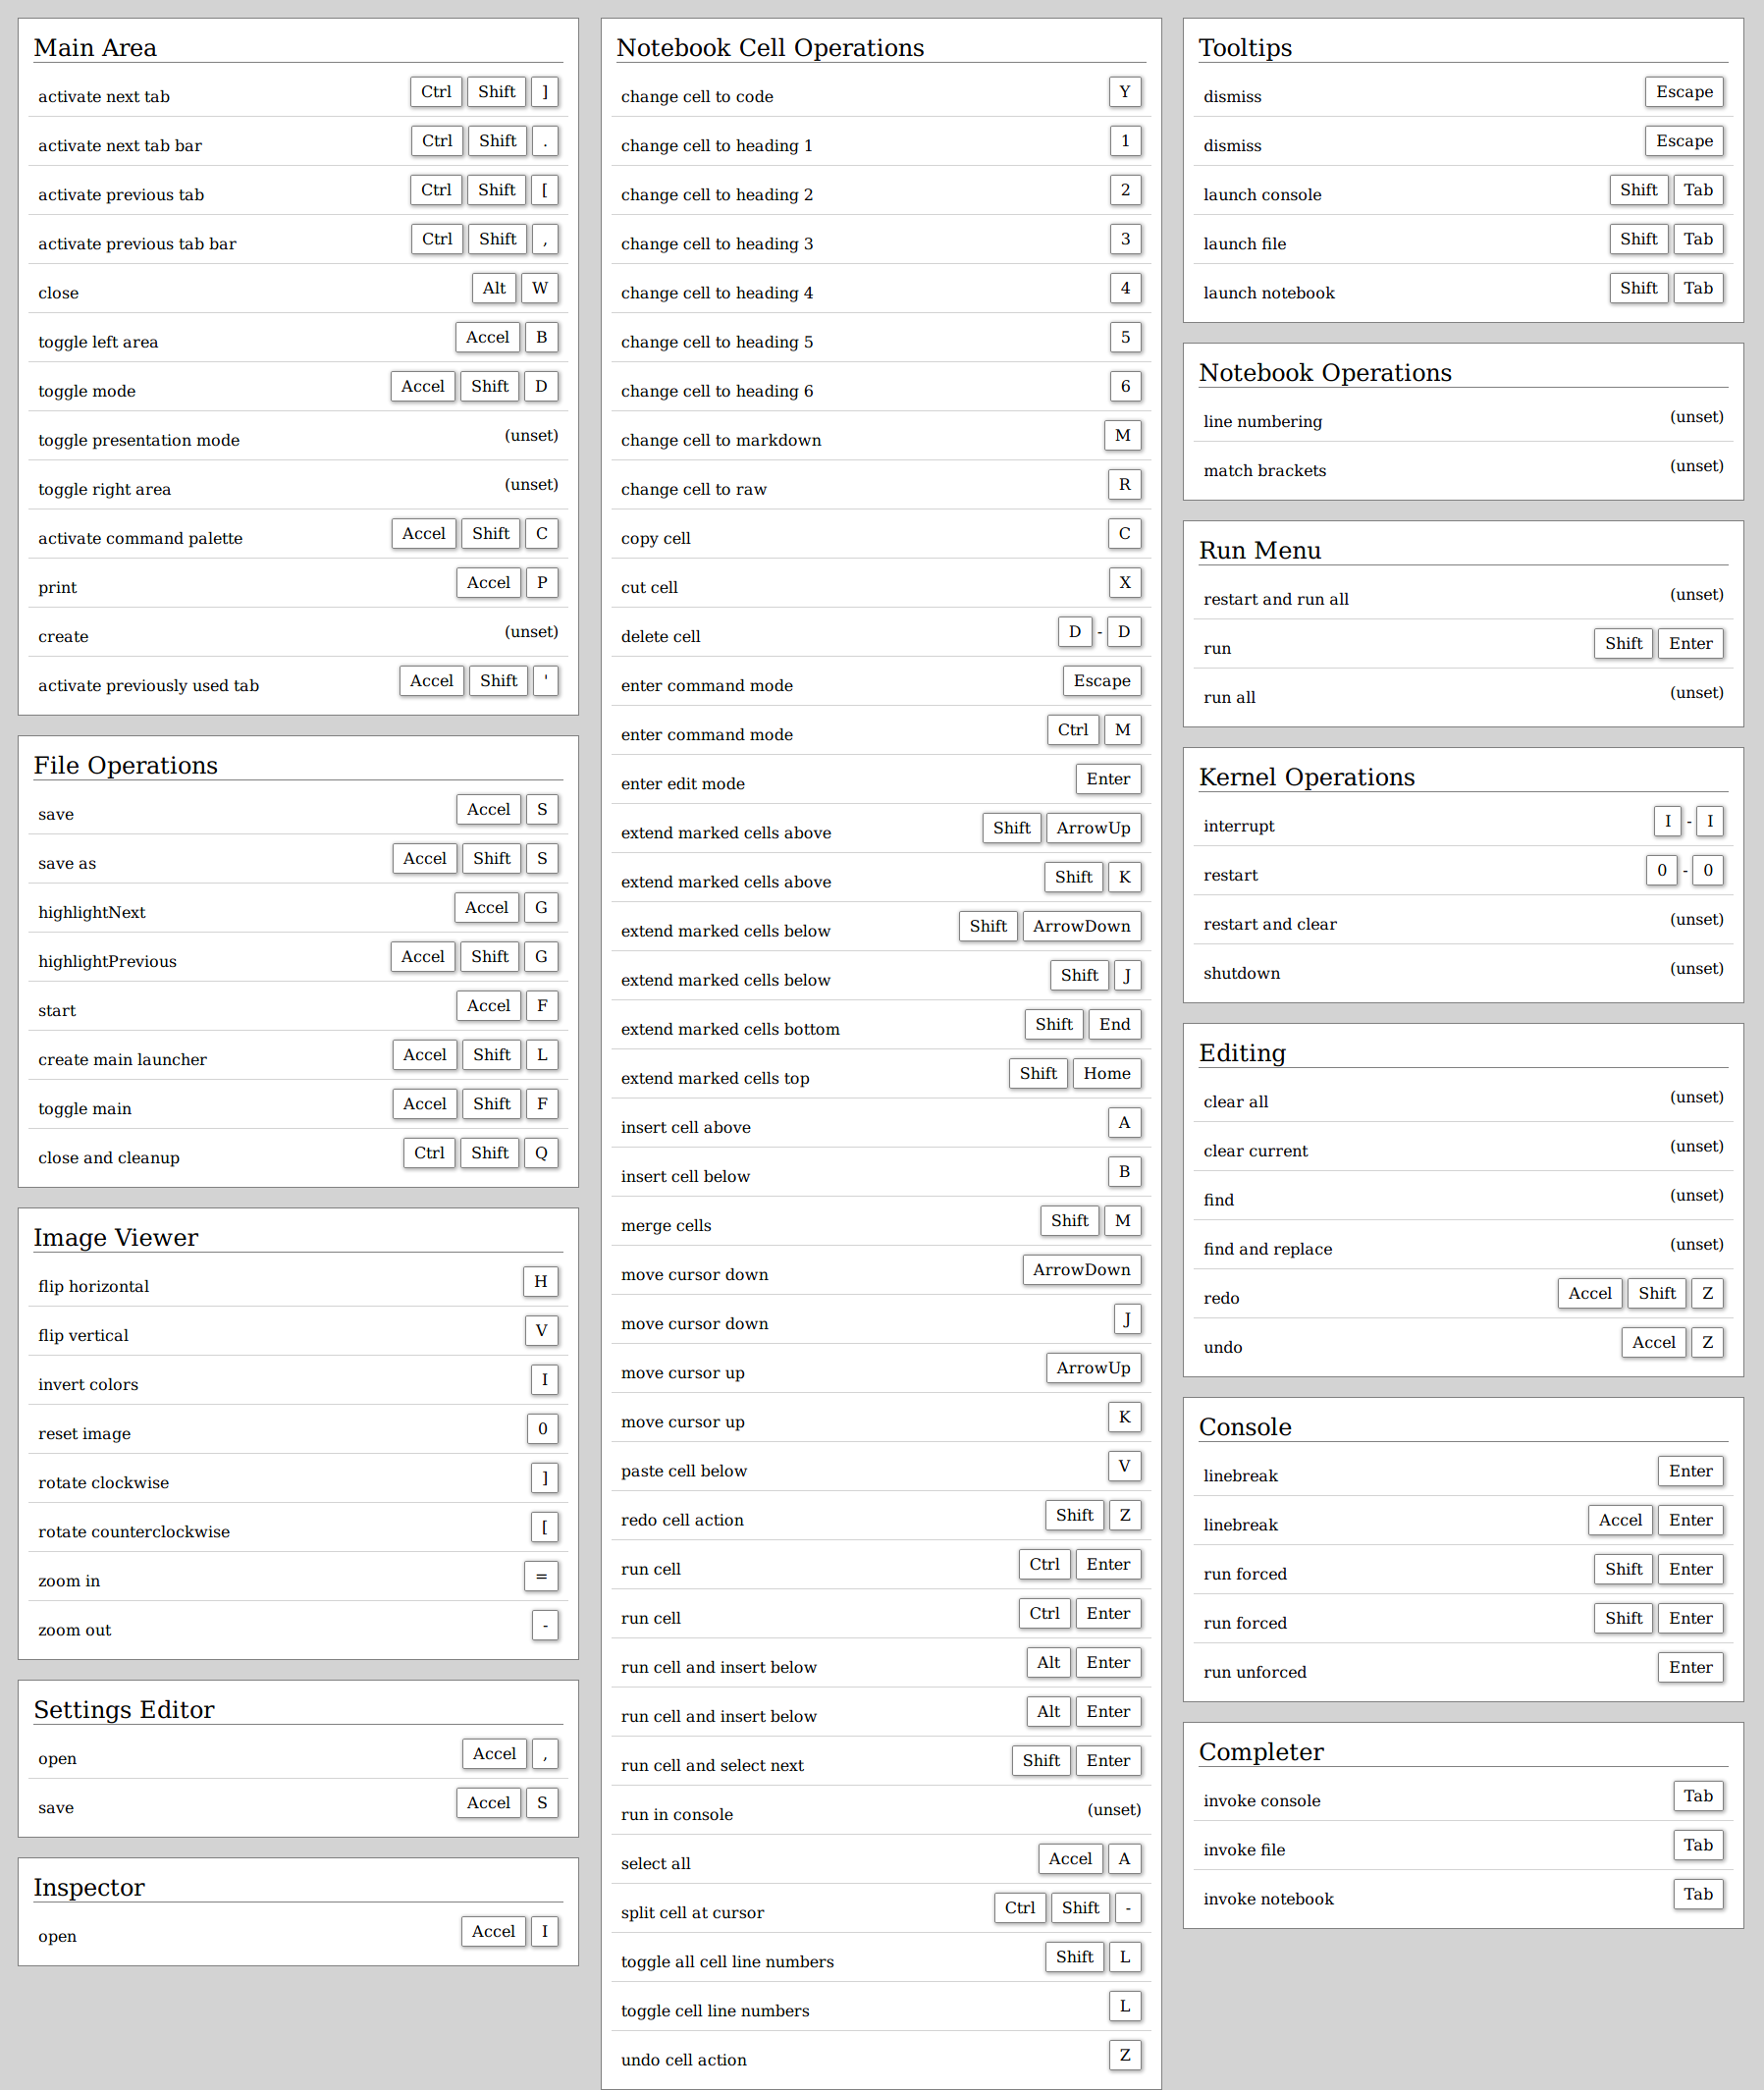 Main Area
activate next tab Ctrl Shift ]
activate next tab bar Ctrl Shift .
activate previous tab Ctrl Shift [
activate previous tab bar Ctrl Shift ,
close Alt W
toggle left area Accel B
toggle mode Accel Shift D
toggle presentation mode (unset)
toggle right area (unset)
activate command palette Accel Shift C
print Accel P
create (unset)
activate previously used tab Accel Shift '
File Operations
save Accel S
save as Accel Shift S
highlightNext Accel G
highlightPrevious Accel Shift G
start Accel F
create main launcher Accel Shift L
toggle main Accel Shift F
close and cleanup Ctrl Shift Q
Image Viewer
flip horizontal H
flip vertical V
invert colors I
reset image 0
rotate clockwise ]
rotate counterclockwise [
zoom in =
zoom out -
Settings Editor
open Accel ,
save Accel S
Inspector
open Accel I
Notebook Cell Operations
change cell to code Y
change cell to heading 1 1
change cell to heading 2 2
change cell to heading 3 3
change cell to heading 4 4
change cell to heading 5 5
change cell to heading 6 6
change cell to markdown M
change cell to raw R
copy cell C
cut cell X
delete cell D - D
enter command mode Escape
enter command mode Ctrl M
enter edit mode Enter
extend marked cells above Shift ArrowUp
extend marked cells above Shift K
extend marked cells below Shift ArrowDown
extend marked cells below Shift J
extend marked cells bottom Shift End
extend marked cells top Shift Home
insert cell above A
insert cell below B
merge cells Shift M
move cursor down ArrowDown
move cursor down J
move cursor up ArrowUp
move cursor up K
paste cell below V
redo cell action Shift Z
run cell Ctrl Enter
run cell Ctrl Enter
run cell and insert below Alt Enter
run cell and insert below Alt Enter
run cell and select next Shift Enter
run in console (unset)
select all Accel A
split cell at cursor Ctrl Shift -
toggle all cell line numbers Shift L
toggle cell line numbers L
undo cell action Z
Tooltips
dismiss Escape
dismiss Escape
launch console Shift Tab
launch file Shift Tab
launch notebook Shift Tab
Notebook Operations
line numbering (unset)
match brackets (unset)
Run Menu
restart and run all (unset)
run Shift Enter
run all (unset)
Kernel Operations
interrupt I - I
restart 0 - 0
restart and clear (unset)
shutdown (unset)
Editing
clear all (unset)
clear current (unset)
find (unset)
find and replace (unset)
redo Accel Shift Z
undo Accel Z
Console
linebreak Enter
linebreak Accel Enter
run forced Shift Enter
run forced Shift Enter
run unforced Enter
Completer
invoke console Tab
invoke file Tab
invoke notebook Tab